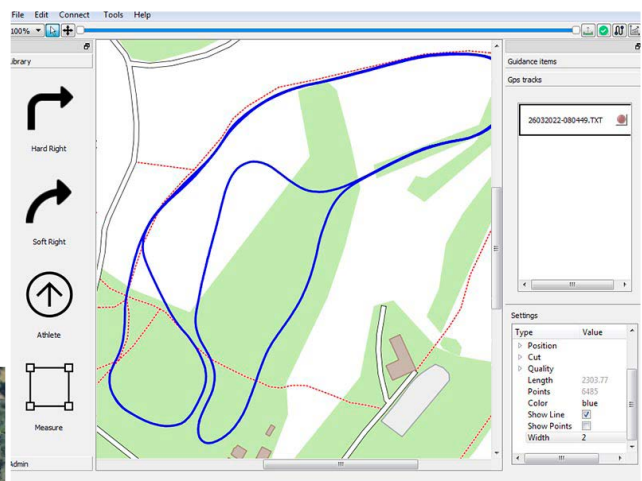 File Edit Connect Tools Help
100%
ibrary
Hard Right
Soft Right
Athlete
Measure
Admin
Guidance items
Gps tracks
26032022-080449.TXT
Settings
Type Value
Position
Cut
Quality
Length 2303.77
Points 6485
Color blue
Show Line
Show Points
Width 2